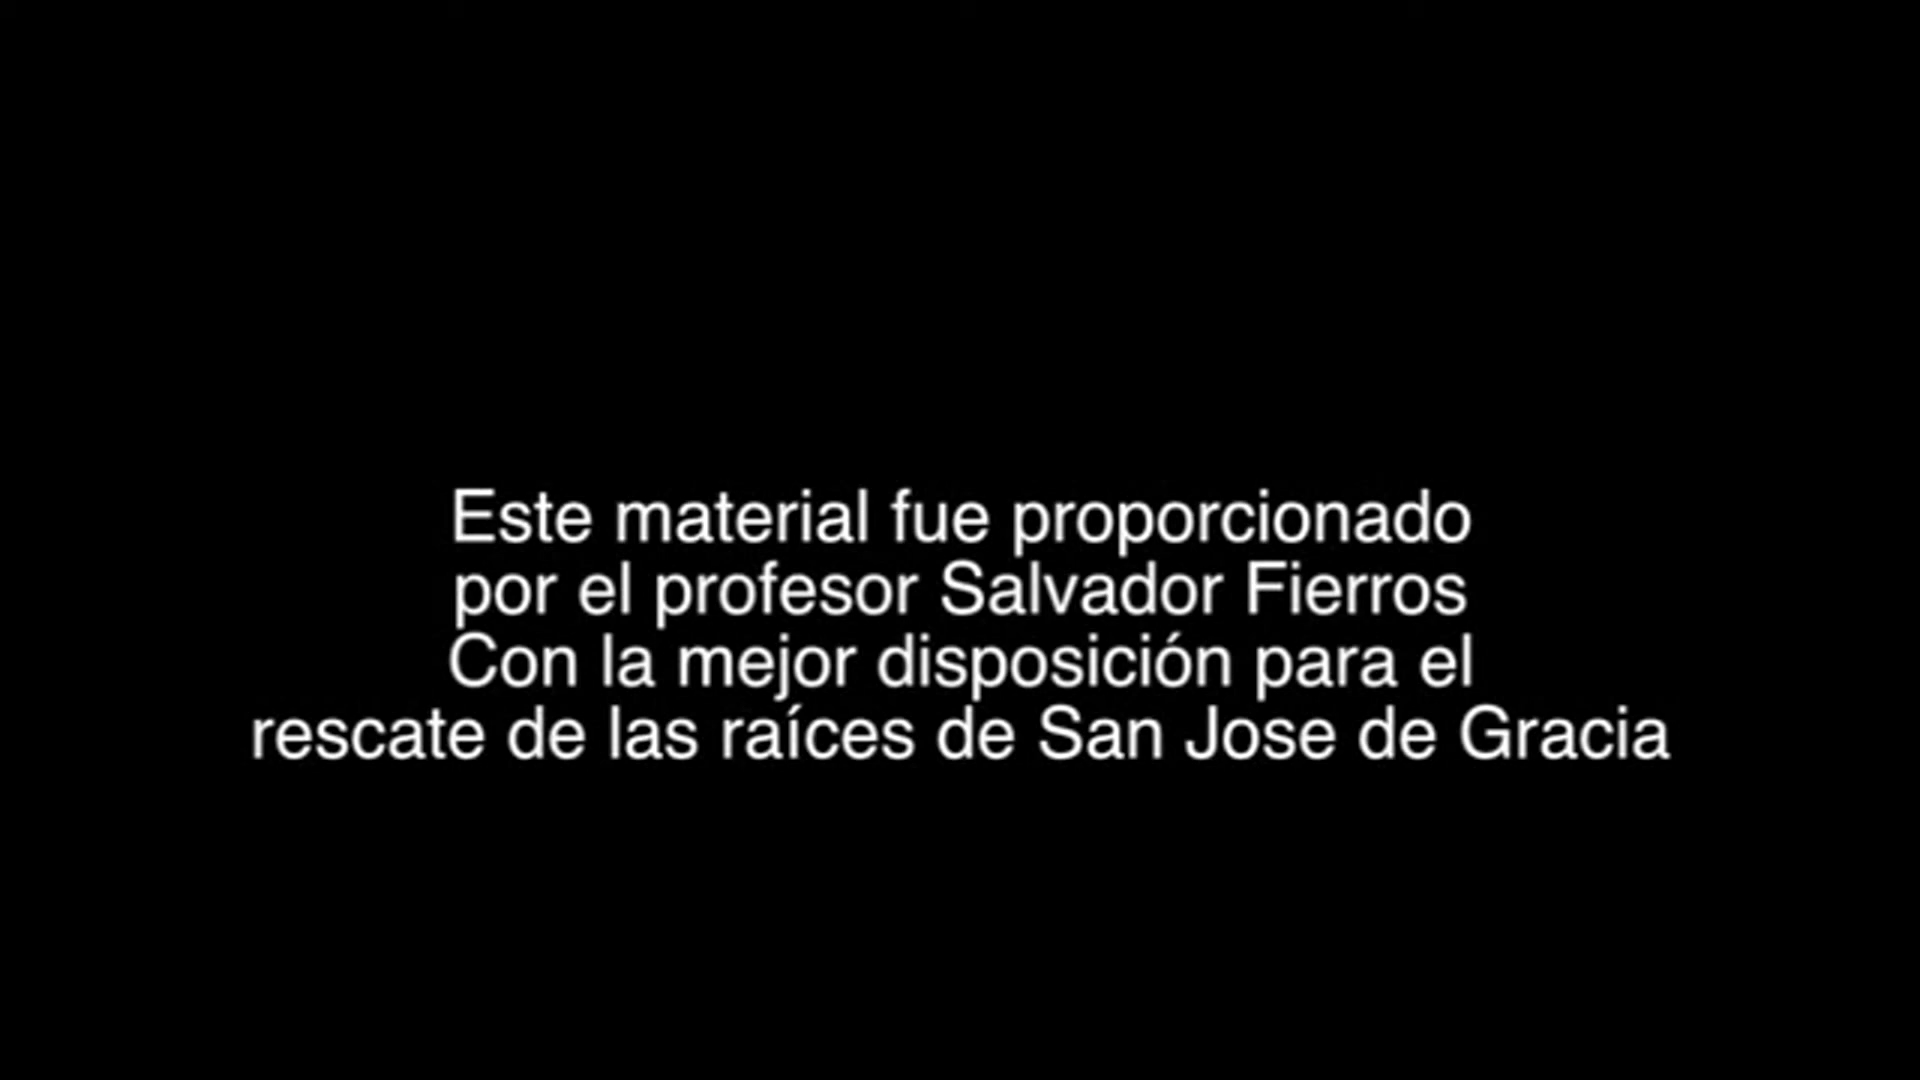 Este material fue proporcionado
por el profesor Salvador Fierros
Con la mejor disposición para el
rescate de las raíces de San Jose de Gracia